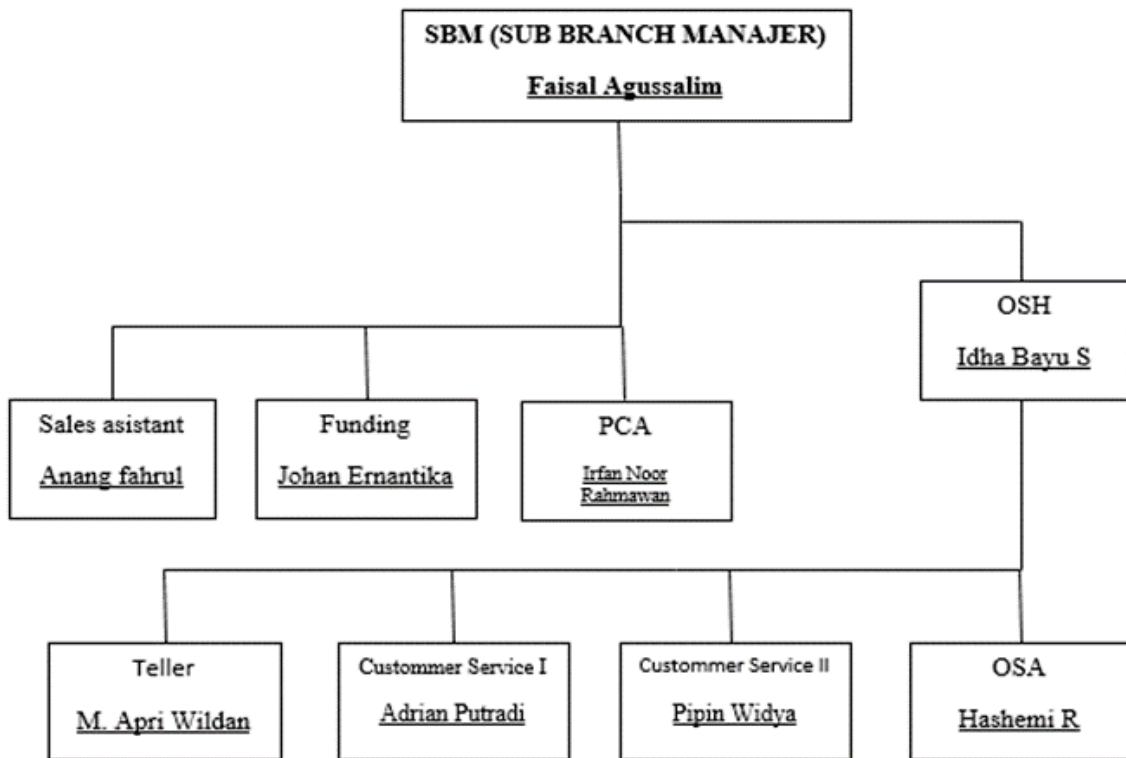 SBM (SUB BRANCH MANAJER)
Faisal Agussalim
OSH
Idha Bayu S
Sales asistant
Anang fahrul
Funding
Johan Ernantika
PCA
Irfan Noor
Rahmawan
Teller
M. Apri Wildan
Custommer Service I
Adrian Putradi
Custommer Service II
Pipin Widya
OSA
Hashemi R